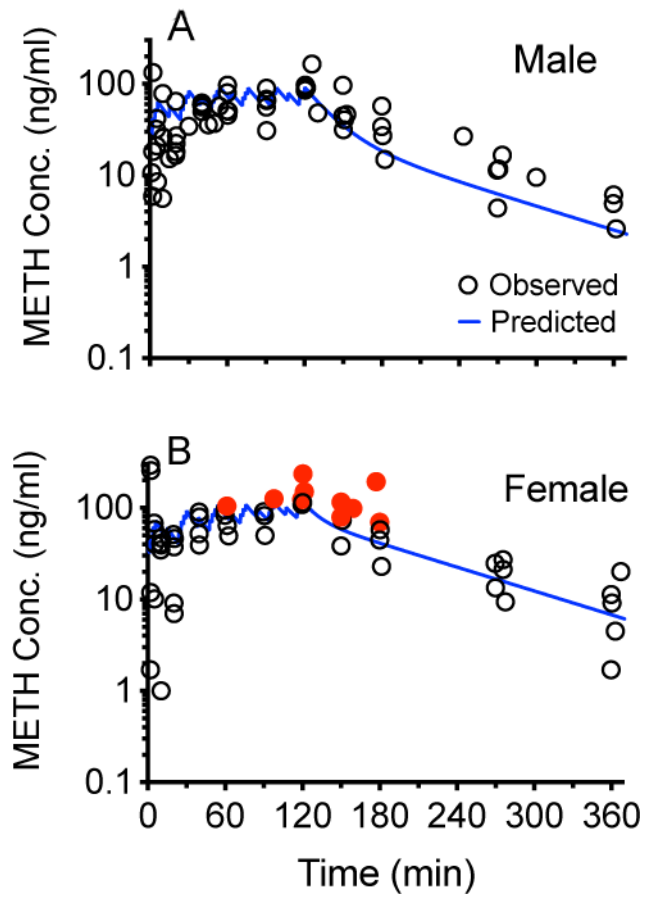 A
Male
METH Conc. (ng/ml)
100
10
1
0.1
Observed
Predicted
B
Female
METH Conc. (ng/ml)
100
10
1
0.1
0 60 120 180 240 300 360
Time (min)